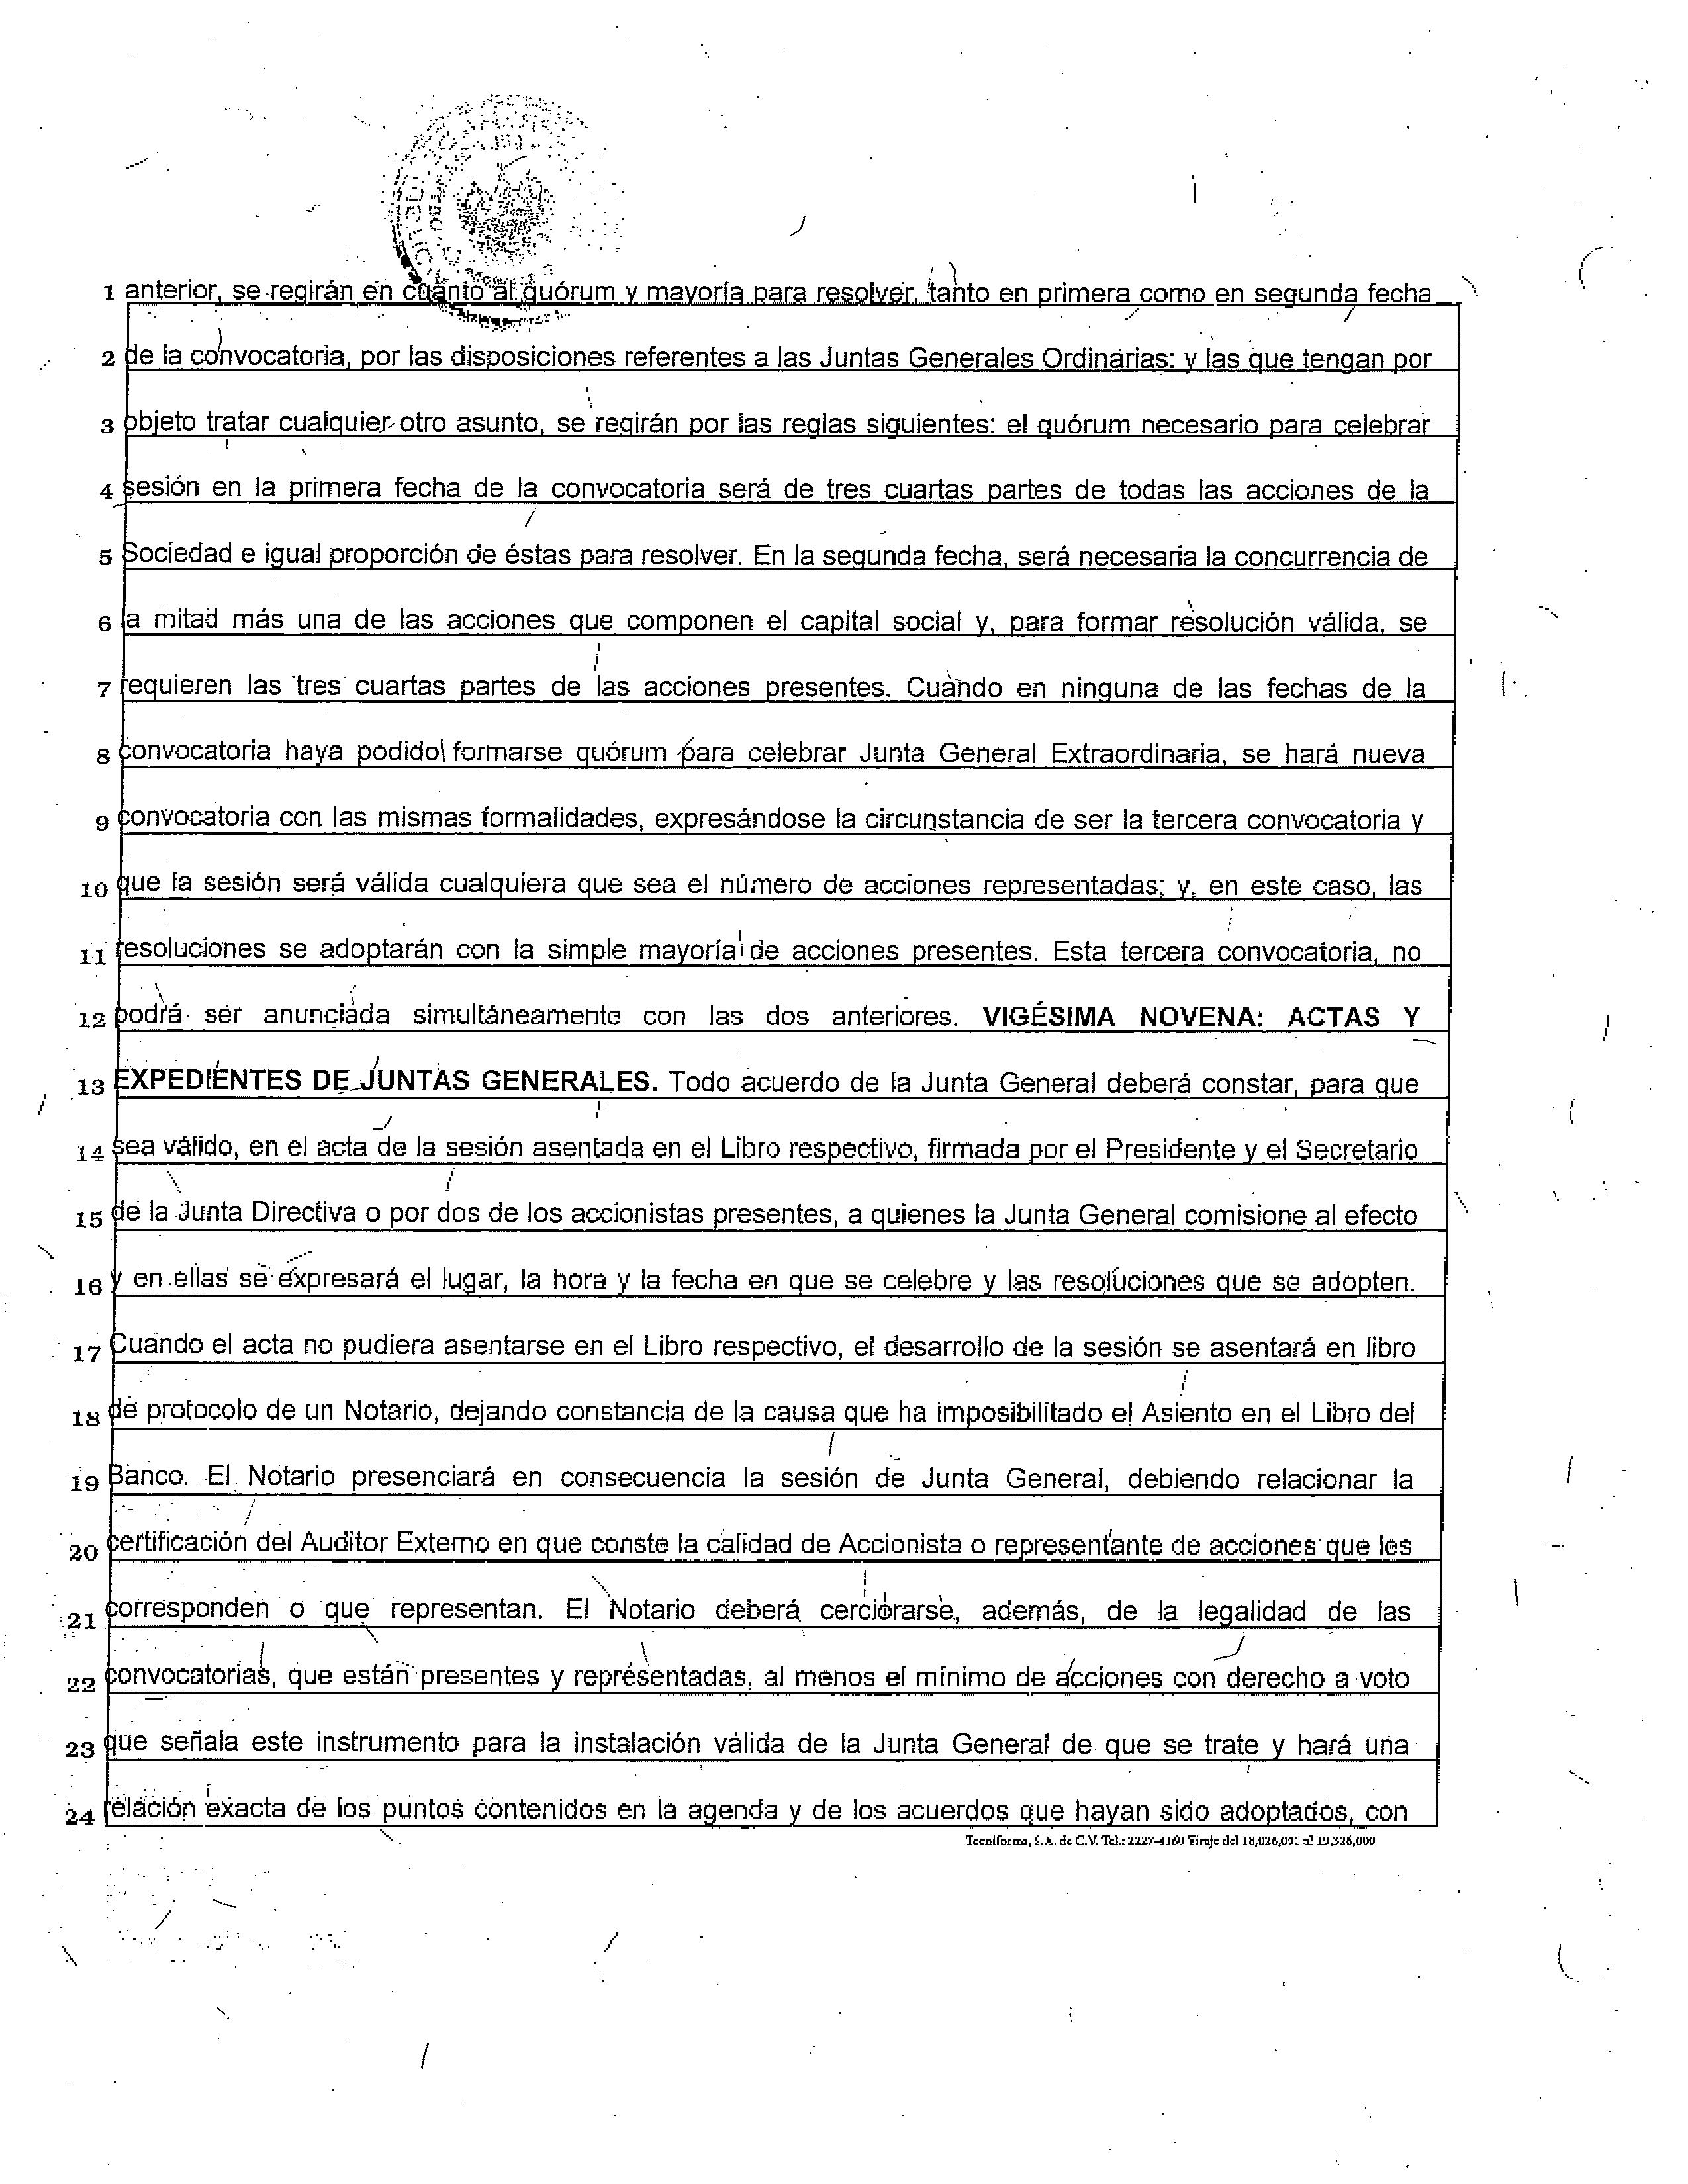 1 anterior, se regirán en cuanto al quórum y mayoría para resolver, tanto en primera como en segunda fecha
2 de la convocatoria, por las disposiciones referentes a las Juntas Generales Ordinarias; y las que tengan por
3 objeto tratar cualquier otro asunto, se regirán por las reglas siguientes: el quórum necesario para celebrar
4 sesión en la primera fecha de la convocatoria será de tres cuartas partes de todas las acciones de la
5 Sociedad e igual proporción de éstas para resolver. En la segunda fecha, será necesaria la concurrencia de
6 la mitad más una de las acciones que componen el capital social y, para formar resolución válida, se
7 requieren las tres cuartas partes de las acciones presentes. Cuando en ninguna de las fechas de la
8 convocatoria haya podido formarse quórum para celebrar Junta General Extraordinaria, se hará nueva
9 convocatoria con las mismas formalidades, expresándose la circunstancia de ser la tercera convocatoria y
10 que la sesión será válida cualquiera que sea el número de acciones representadas; y, en este caso, las
11 resoluciones se adoptarán con la simple mayoría de acciones presentes. Esta tercera convocatoria, no
12 podrá ser anunciada simultáneamente con las dos anteriores. VIGÉSIMA NOVENA: ACTAS Y
13 EXPEDIENTES DE JUNTAS GENERALES. Todo acuerdo de la Junta General deberá constar, para que
14 sea válido, en el acta de la sesión asentada en el Libro respectivo, firmada por el Presidente y el Secretario
15 de la Junta Directiva o por dos de los accionistas presentes, a quienes la Junta General comisione al efecto
16 y en ellas se expresará el lugar, la hora y la fecha en que se celebre y las resoluciones que se adopten.
17 Cuando el acta no pudiera asentarse en el Libro respectivo, el desarrollo de la sesión se asentará en libro
18 de protocolo de un Notario, dejando constancia de la causa que ha imposibilitado el Asiento en el Libro del
19 Banco. El Notario presenciará en consecuencia la sesión de Junta General, debiendo relacionar la
20 certificación del Auditor Externo en que conste la calidad de Accionista o representante de acciones que les
21 corresponden o que representan. El Notario deberá cerciorarse, además, de la legalidad de las
22 convocatorias, que están presentes y representadas, al menos el mínimo de acciones con derecho a voto
23 que señala este instrumento para la instalación válida de la Junta General de que se trate y hará una
24 relación exacta de los puntos contenidos en la agenda y de los acuerdos que hayan sido adoptados, con
Tecniforms, S.A. de C.V. Tel.: 2227-4160 Tiraje del 18,026,001 al 19,326,000